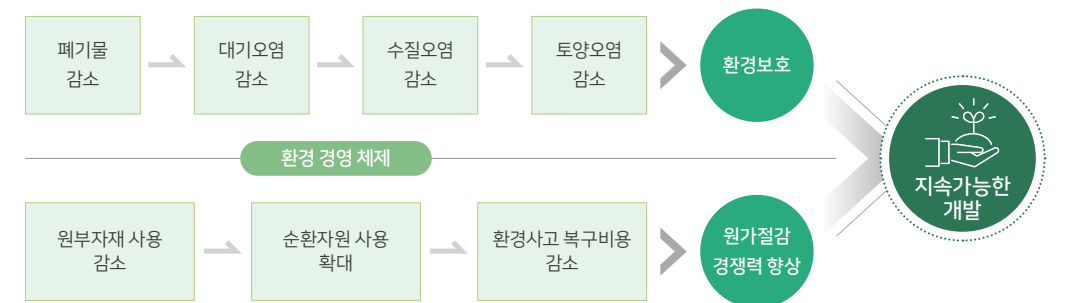 폐기물
감소
대기오염
감소
수질오염
감소
토양오염
감소
환경보호
환경 경영 체제
원부자재 사용
감소
순환자원 사용
확대
환경사고 복구비용
감소
원가절감
경쟁력 향상
지속가능한
개발